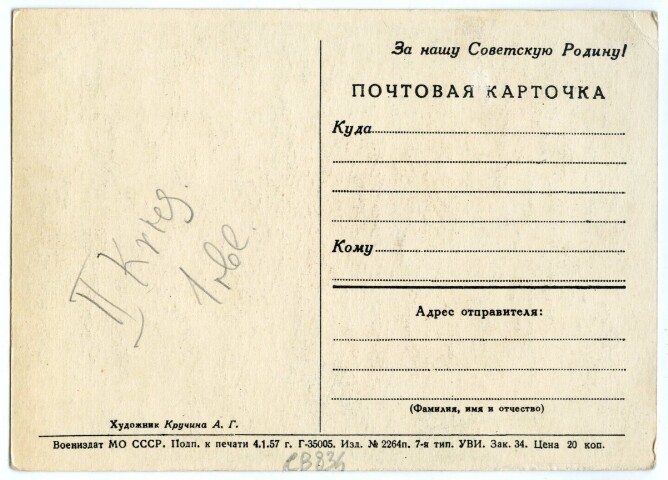 За нашу Советскую Родину!
ПОЧТОВАЯ КАРТОЧКА
Куда
Кому
Адрес отправителя:
(Фамилия, имя и отчество)
II Krieg.
1 rbl.
Художник Кручина А. Г.
Воениздат МО СССР. Подп. к печати 4.1.57 г. Г-35005. Изд. № 2264п. 7-я тип. УВИ. Зак. 34. Цена 20 коп.